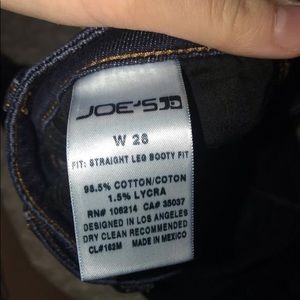 JOE'S
W 28
FIT: STRAIGHT LEG BOOTY FIT
98.5% COTTON/COTON
1.5% LYCRA
RN# 106214 CA# 35037
DESIGNED IN LOS ANGELES
DRY CLEAN RECOMMENDED
CL#162M MADE IN MEXICO